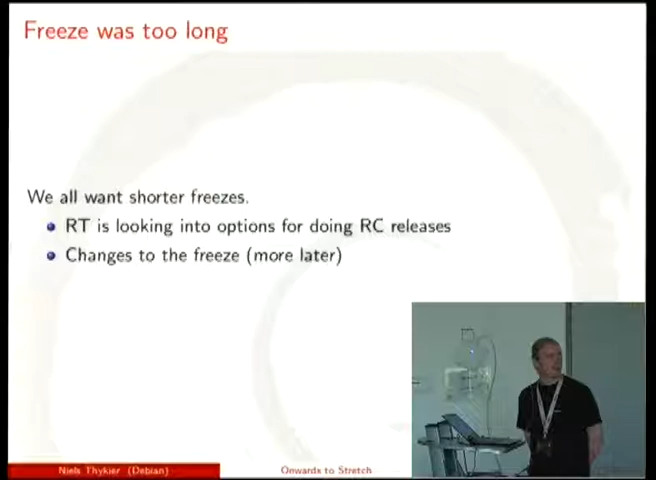 Freeze was too long
We all want shorter freezes.
RT is looking into options for doing RC releases
Changes to the freeze (more later)
Niels Thykier (Debian)
Onwards to Stretch